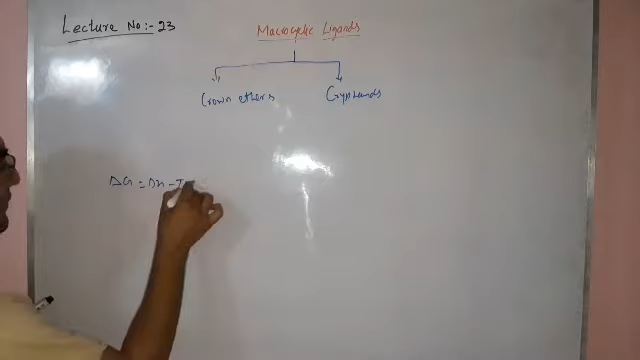 Lecture No :- 23
Macrocyclic Ligands
Crown ethers
Cryptands
ΔG = ΔH - T